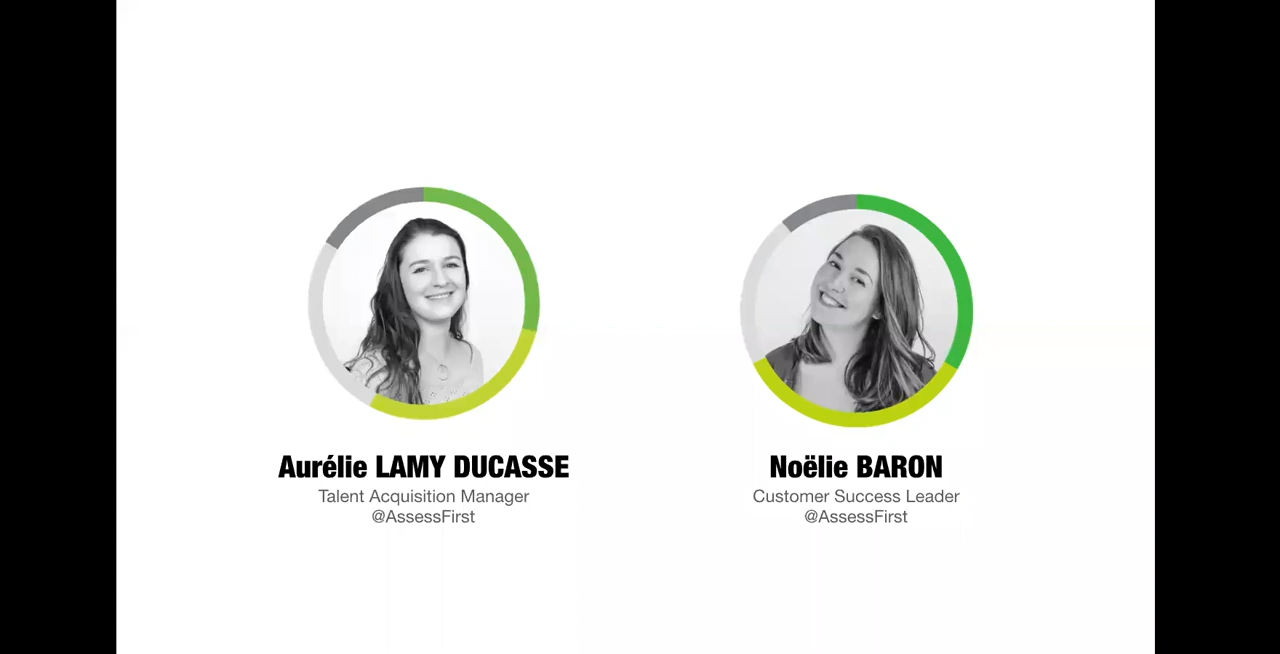 Aurélie LAMY DUCASSE
Talent Acquisition Manager
@AssessFirst
Noëlie BARON
Customer Success Leader
@AssessFirst